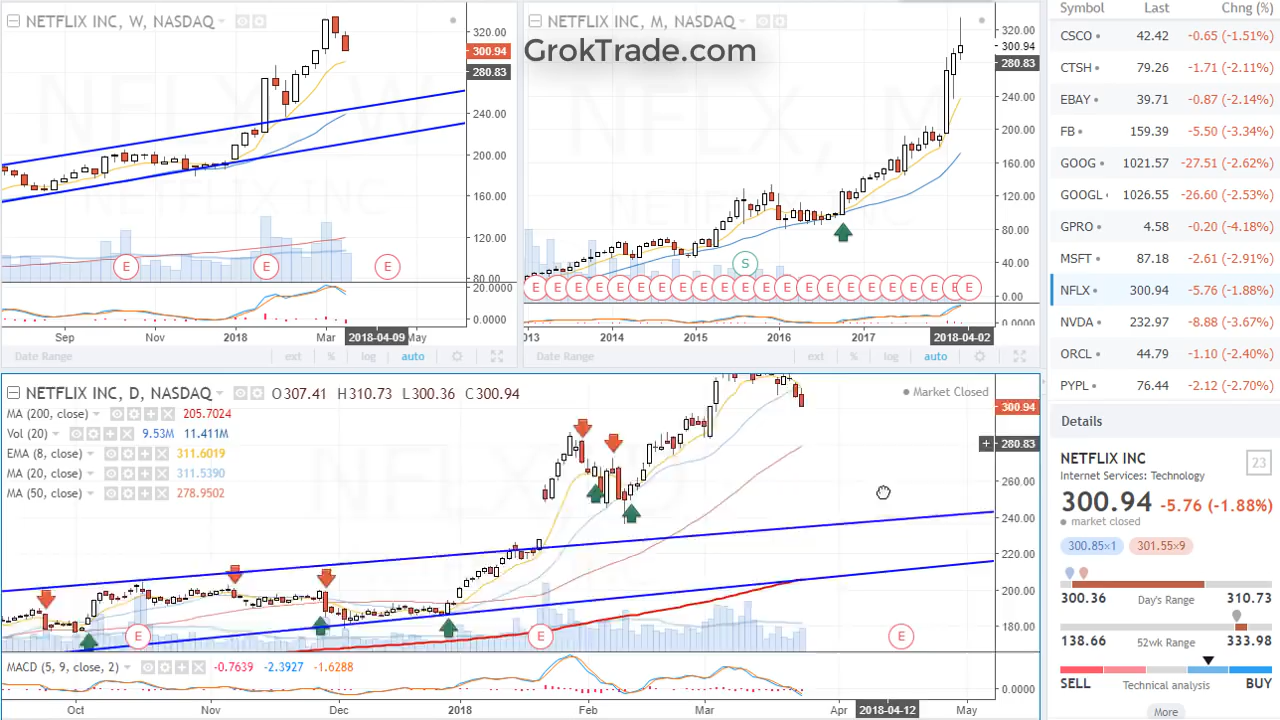 NETFLIX INC, W, NASDAQ
320.00
300.94
280.83
240.00
200.00
160.00
120.00
80.00
20.0000
0.0000
E E E
Sep Nov 2018 Mar 2018-04-09 May
Date Range ext % log auto
NETFLIX INC, M, NASDAQ
GrokTrade.com
320.00
300.94
280.83
240.00
200.00
160.00
120.00
80.00
40.00
0.00
0.0000
S
E E E E E E E E E E E E E E E E E E E E E E
013 2014 2015 2016 2017 2018-04-02
Date Range ext % log auto
NETFLIX INC, D, NASDAQ O307.41 H310.73 L300.36 C300.94
Market Closed
MA (200, close) 205.7024
Vol (20) 9.53M 11.411M
EMA (8, close) 311.6019
MA (20, close) 311.5390
MA (50, close) 278.9502
300.94
280.83
260.00
240.00
220.00
200.00
180.00
E E E
MACD (5, 9, close, 2) -0.7639 -2.3927 -1.6288
0.0000
Oct Nov Dec 2018 Feb Mar Apr 2018-04-12 May
Symbol Last Chng (%)
CSCO 42.42 -0.65 (-1.51%)
CTSH 79.26 -1.71 (-2.11%)
EBAY 39.71 -0.87 (-2.14%)
FB 159.39 -5.50 (-3.34%)
GOOG 1021.57 -27.51 (-2.62%)
GOOGL 1026.55 -26.60 (-2.53%)
GPRO 4.58 -0.20 (-4.18%)
MSFT 87.18 -2.61 (-2.91%)
NFLX 300.94 -5.76 (-1.88%)
NVDA 232.97 -8.88 (-3.67%)
ORCL 44.79 -1.10 (-2.40%)
PYPL 76.44 -2.12 (-2.70%)
Details
NETFLIX INC 23
Internet Services: Technology
300.94 -5.76 (-1.88%)
market closed
300.85×1 301.55×9
300.36 Day's Range 310.73
138.66 52wk Range 333.98
SELL Technical analysis BUY
More